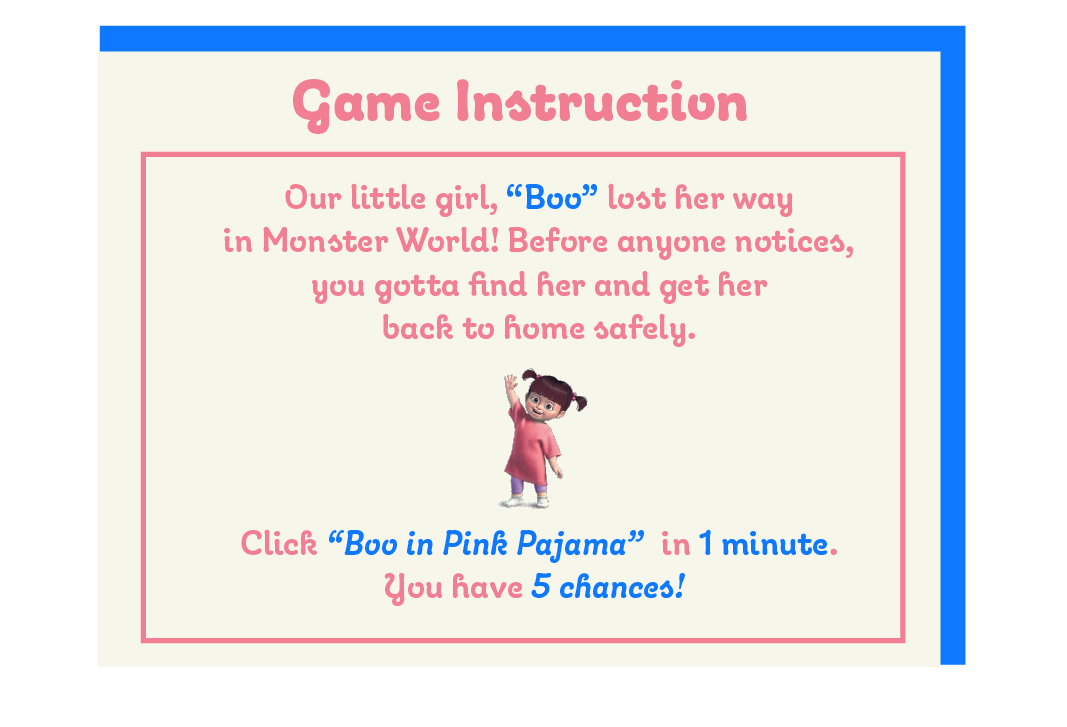 Game Instruction
Our little girl, “Boo” lost her way
in Monster World! Before anyone notices,
you gotta find her and get her
back to home safely.
Click “Boo in Pink Pajama” in 1 minute.
You have 5 chances!